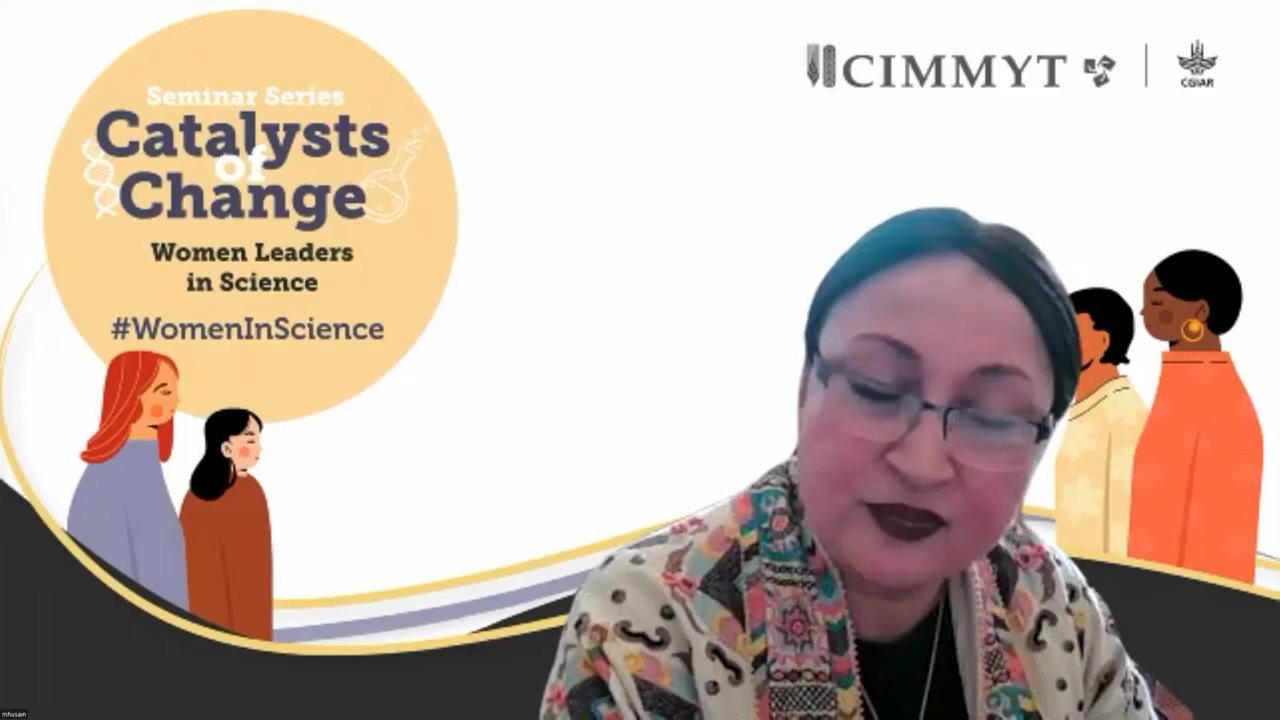 Seminar Series
Catalysts
of
Change
Women Leaders
in Science
#WomenInScience
CIMMYT
CGIAR
mhusain